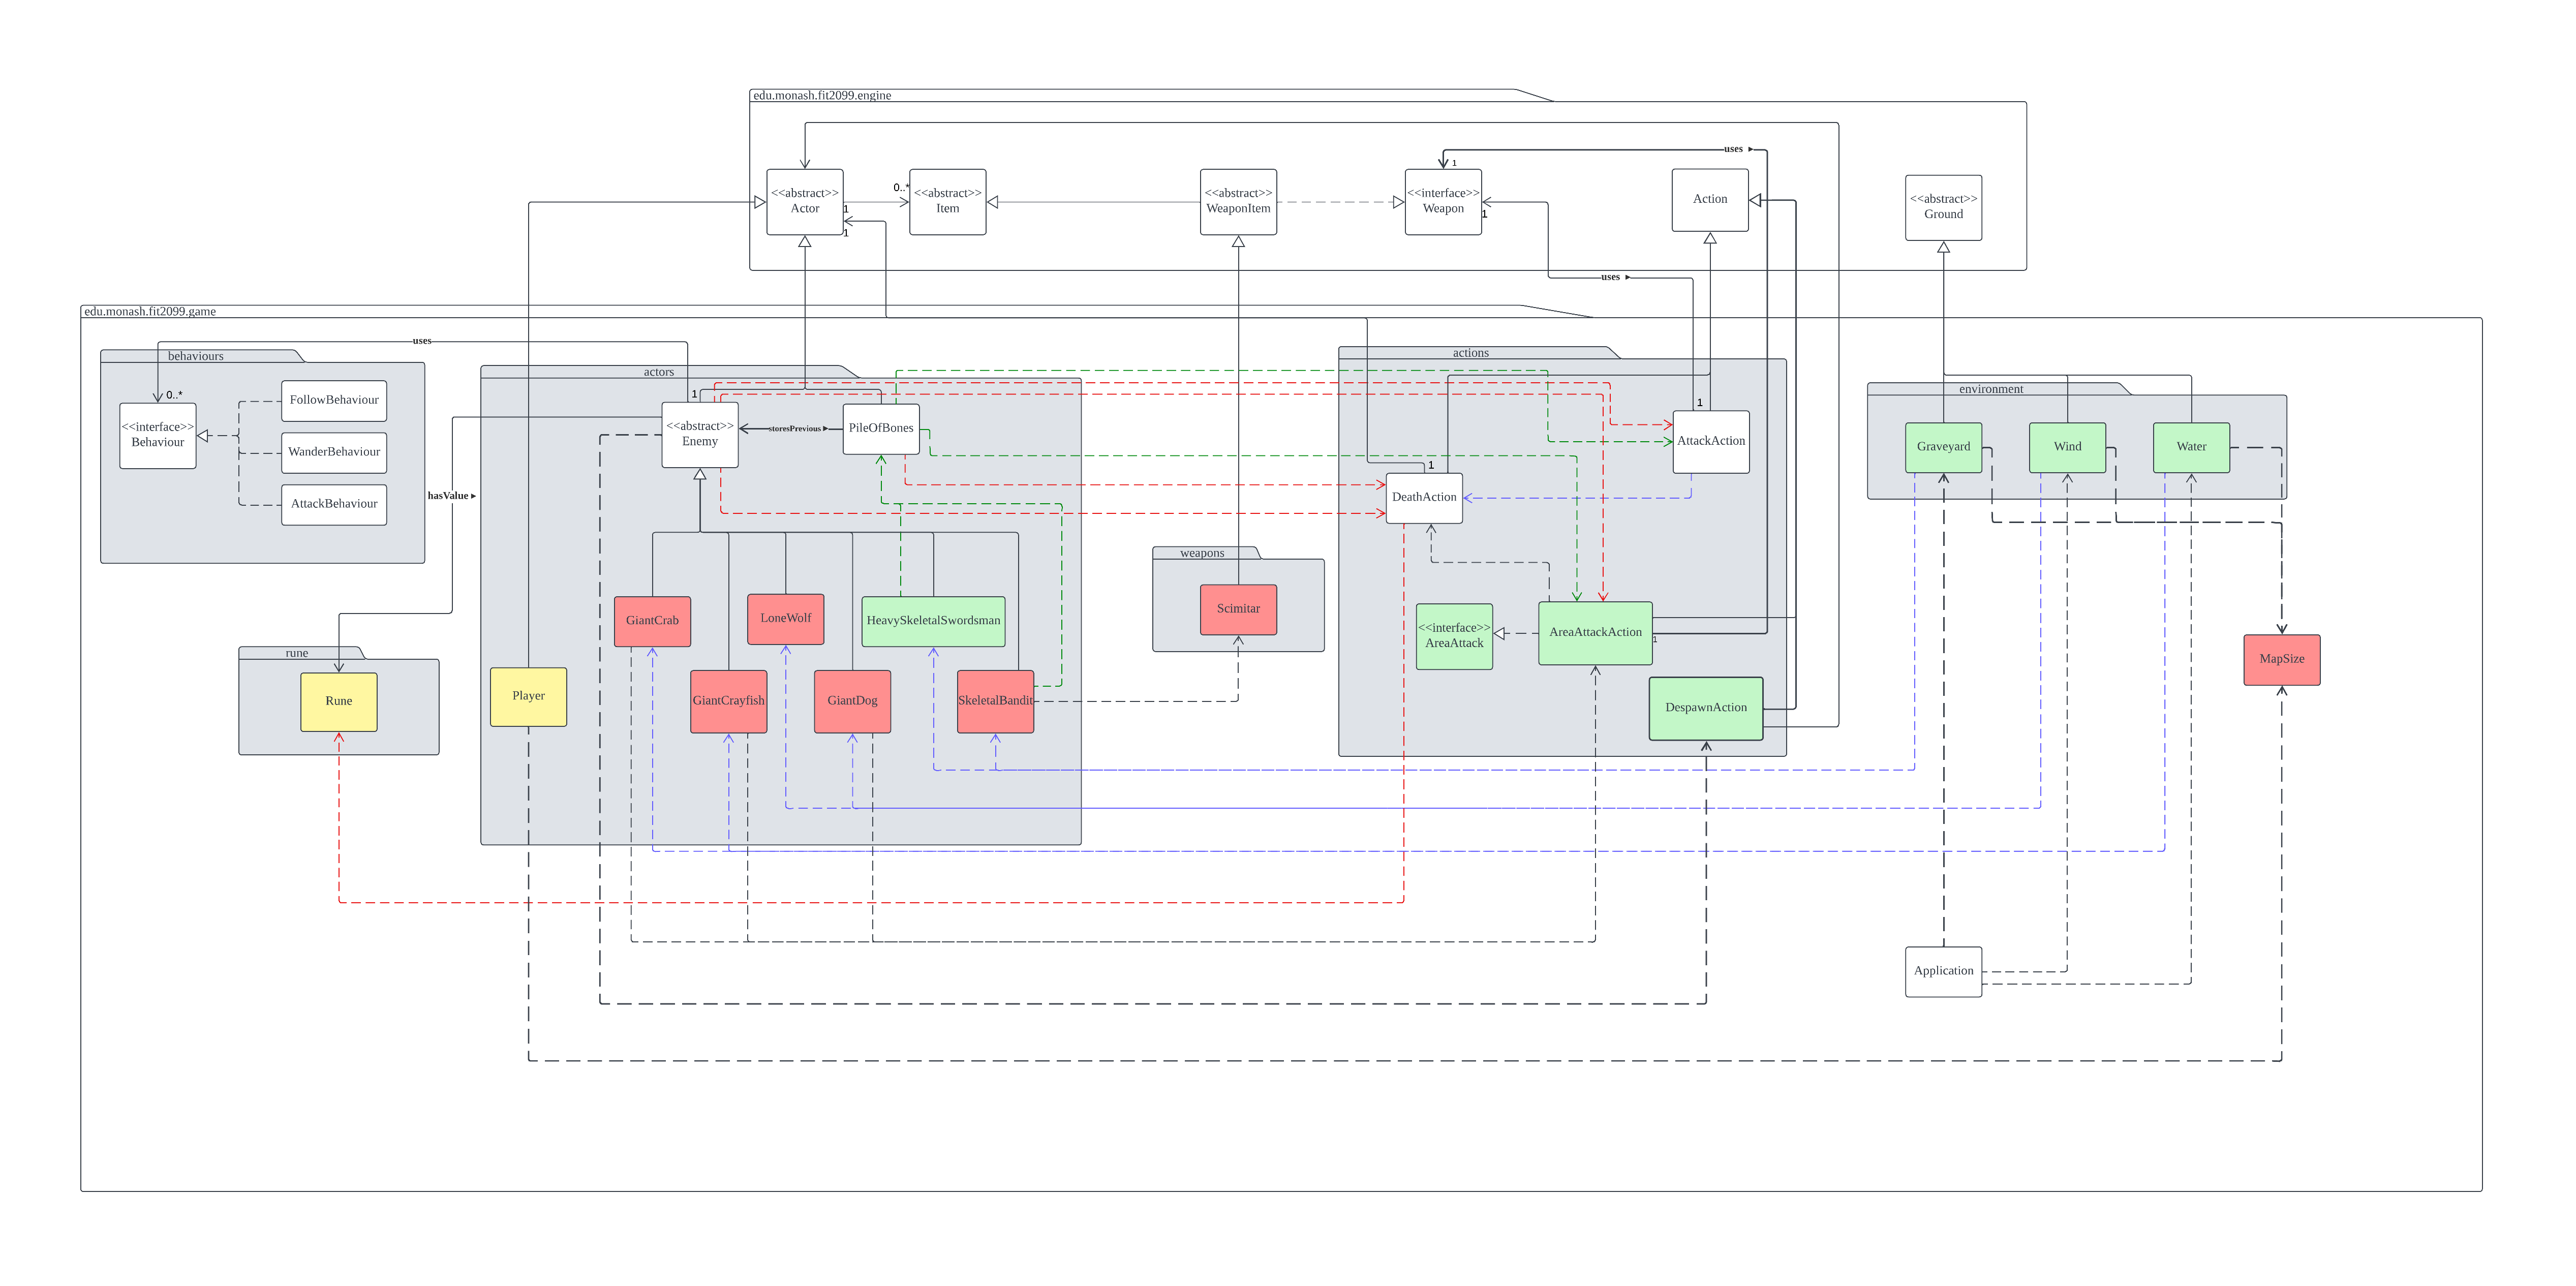 edu.monash.fit2099.engine
uses ►
1
<<abstract>>
Actor
1
1
0..*
<<abstract>>
Item
<<abstract>>
WeaponItem
<<interface>>
Weapon
1
Action
<<abstract>>
Ground
uses ►
edu.monash.fit2099.game
uses
behaviours
0..*
<<interface>>
Behaviour
FollowBehaviour
WanderBehaviour
AttackBehaviour
hasValue ►
actors
1
<<abstract>>
Enemy
storesPrevious ►
PileOfBones
GiantCrab
LoneWolf
HeavySkeletalSwordsman
Player
GiantCrayfish
GiantDog
SkeletalBandit
rune
Rune
weapons
Scimitar
actions
1
AttackAction
1
DeathAction
<<interface>>
AreaAttack
AreaAttackAction
1
DespawnAction
environment
Graveyard
Wind
Water
MapSize
Application